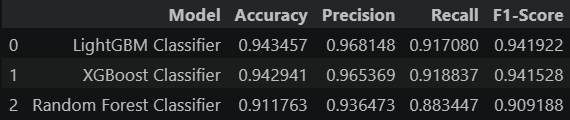 Model Accuracy Precision Recall F1-Score
0 LightGBM Classifier 0.943457 0.968148 0.917080 0.941922
1 XGBoost Classifier 0.942941 0.965369 0.918837 0.941528
2 Random Forest Classifier 0.911763 0.936473 0.883447 0.909188